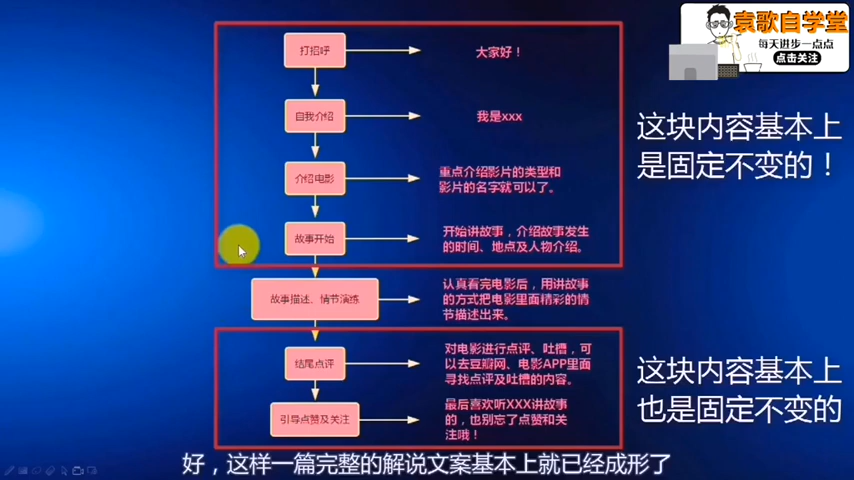 袁歌自学堂
每天进步一点点
点击关注
打招呼
大家好！
自我介绍
我是xxx
介绍电影
重点介绍影片的类型和
影片的名字就可以了。
故事开始
开始讲故事，介绍故事发生
的时间、地点及人物介绍。
这块内容基本上
是固定不变的！
故事描述、情节演练
认真看完电影后，用讲故事
的方式把电影里面精彩的情
节描述出来。
结尾点评
对电影进行点评、吐槽，可
以去豆瓣网、电影APP里面
寻找点评及吐槽的内容。
引导点赞及关注
最后喜欢听XXX讲故事
的，也别忘了点赞和关
注哦！
这块内容基本上
也是固定不变的
好，这样一篇完整的解说文案基本上就已经成形了